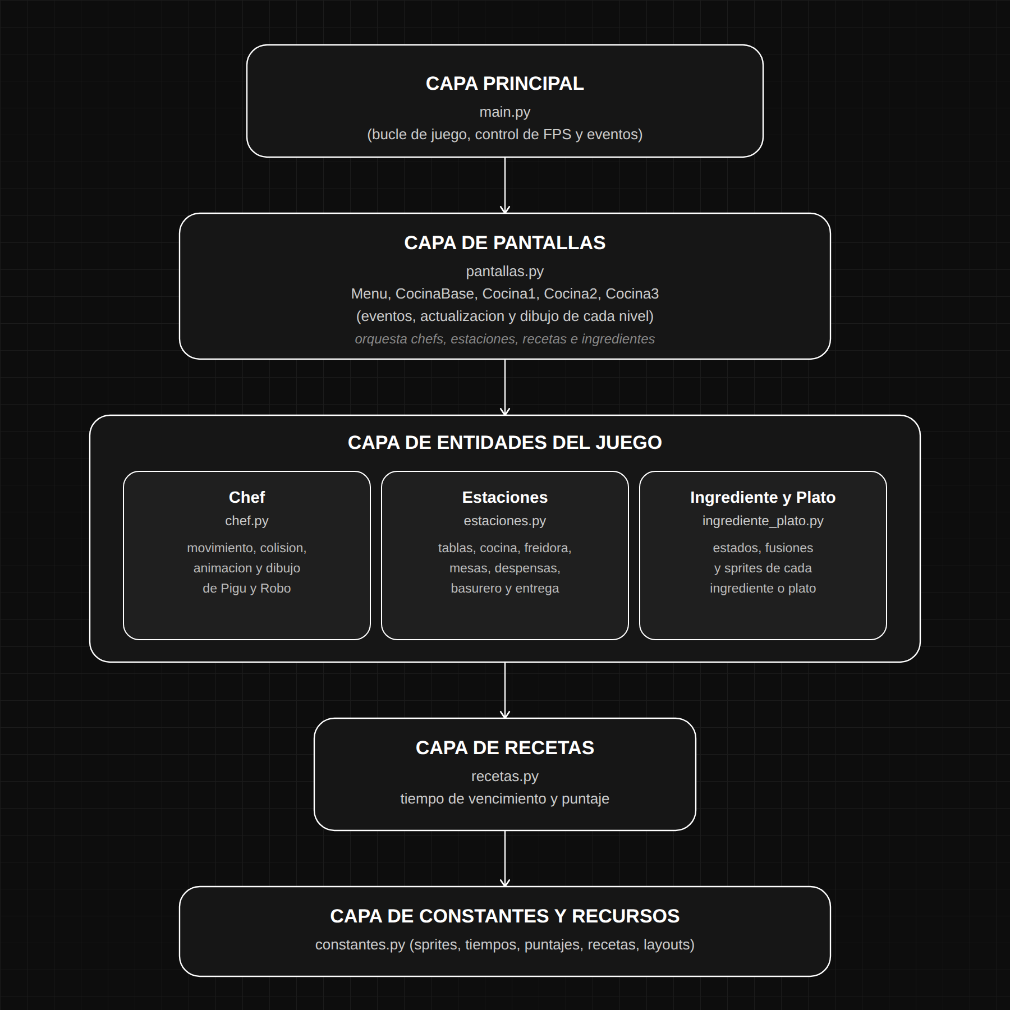 CAPA PRINCIPAL
main.py
(bucle de juego, control de FPS y eventos)
CAPA DE PANTALLAS
pantallas.py
Menu, CocinaBase, Cocina1, Cocina2, Cocina3
(eventos, actualizacion y dibujo de cada nivel)
orquesta chefs, estaciones, recetas e ingredientes
CAPA DE ENTIDADES DEL JUEGO
Chef
chef.py
movimiento, colision,
animacion y dibujo
de Pigu y Robo
Estaciones
estaciones.py
tablas, cocina, freidora,
mesas, despensas,
basurero y entrega
Ingrediente y Plato
ingrediente_plato.py
estados, fusiones
y sprites de cada
ingrediente o plato
CAPA DE RECETAS
recetas.py
tiempo de vencimiento y puntaje
CAPA DE CONSTANTES Y RECURSOS
constantes.py (sprites, tiempos, puntajes, recetas, layouts)